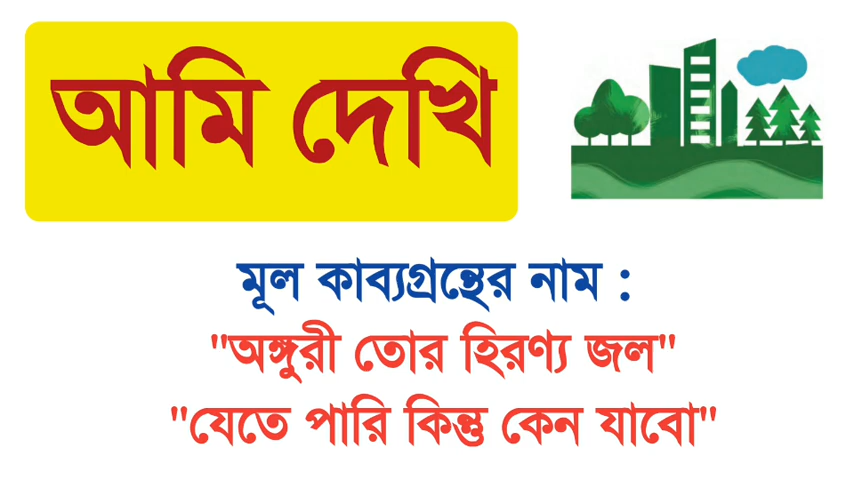 আমি দেখি
মূল কাব্যগ্রন্থের নাম :
"অঙ্গুরী তোর হিরণ্য জল"
"যেতে পারি কিন্তু কেন যাবো"